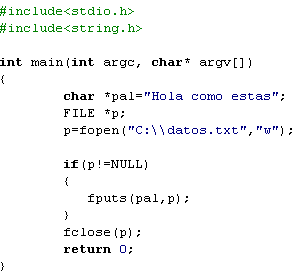 #include<stdio.h>
#include<string.h>
int main(int argc, char* argv[])
{
char *pal="Hola como estas";
FILE *p;
p=fopen("C:\\datos.txt","w");
if(p!=NULL)
{
fputs(pal,p);
}
fclose(p);
return 0;
}